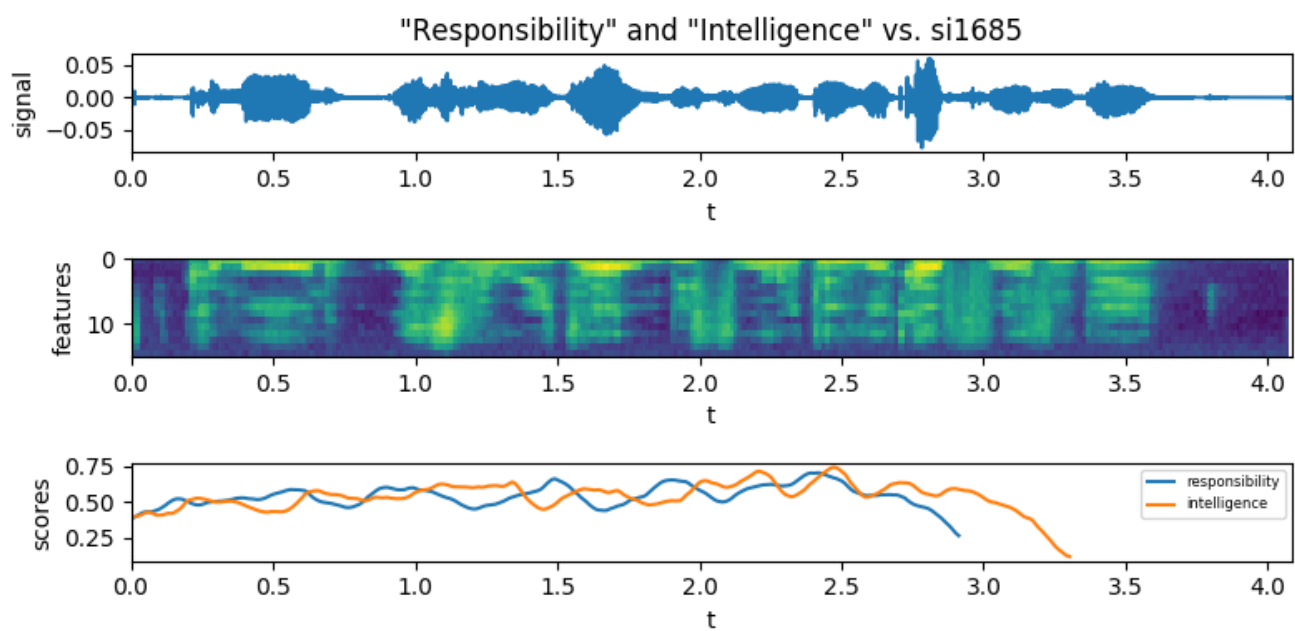 "Responsibility" and "Intelligence" vs. si1685
signal
0.05
0.00
−0.05
0.0 0.5 1.0 1.5 2.0 2.5 3.0 3.5 4.0
t
features
0
10
0.0 0.5 1.0 1.5 2.0 2.5 3.0 3.5 4.0
t
scores
0.75
0.50
0.25
responsibility
intelligence
0.0 0.5 1.0 1.5 2.0 2.5 3.0 3.5 4.0
t